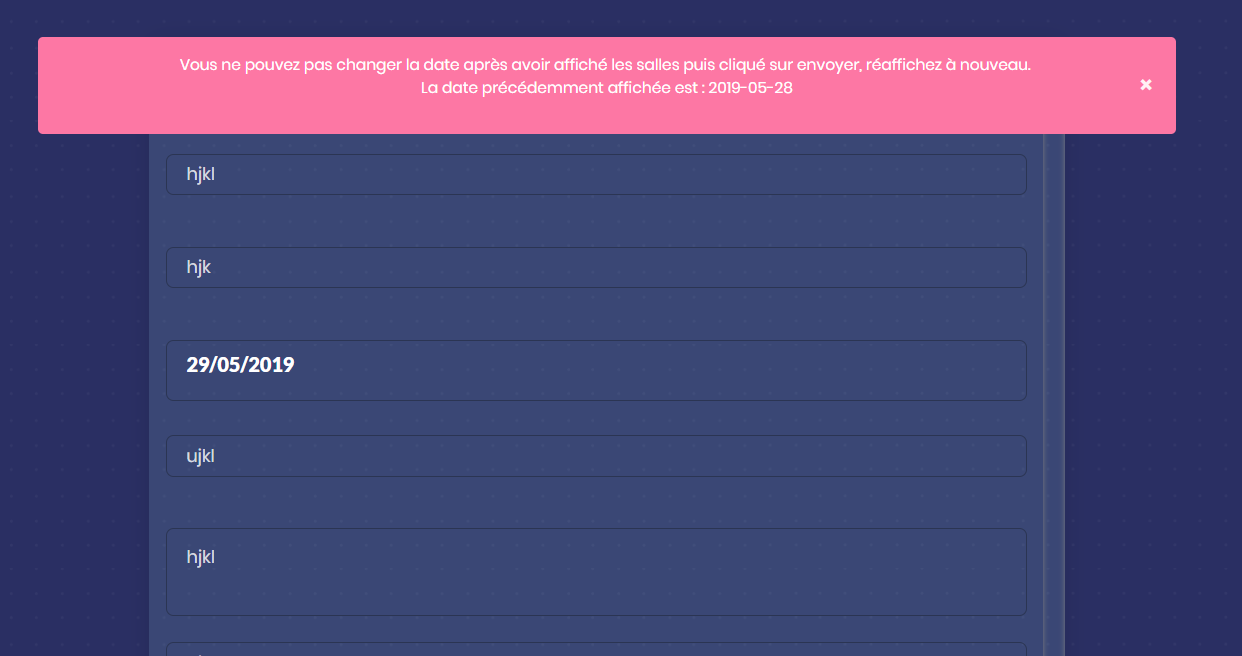 Vous ne pouvez pas changer la date après avoir affiché les salles puis cliqué sur envoyer, réaffichez à nouveau.
La date précédemment affichée est : 2019-05-28
hjkl
hjk
29/05/2019
ujkl
hjkl